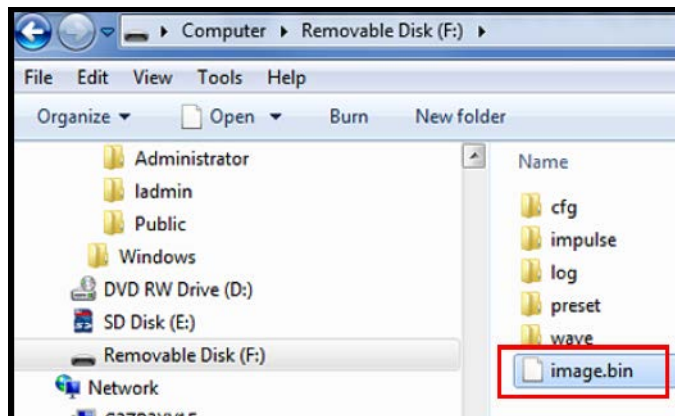 Computer Removable Disk (F:)
File Edit View Tools Help
Organize Open Burn New folder
Administrator
ladmin
Public
Windows
DVD RW Drive (D:)
SD Disk (E:)
Removable Disk (F:)
Network
Name
cfg
impulse
log
preset
wave
image.bin